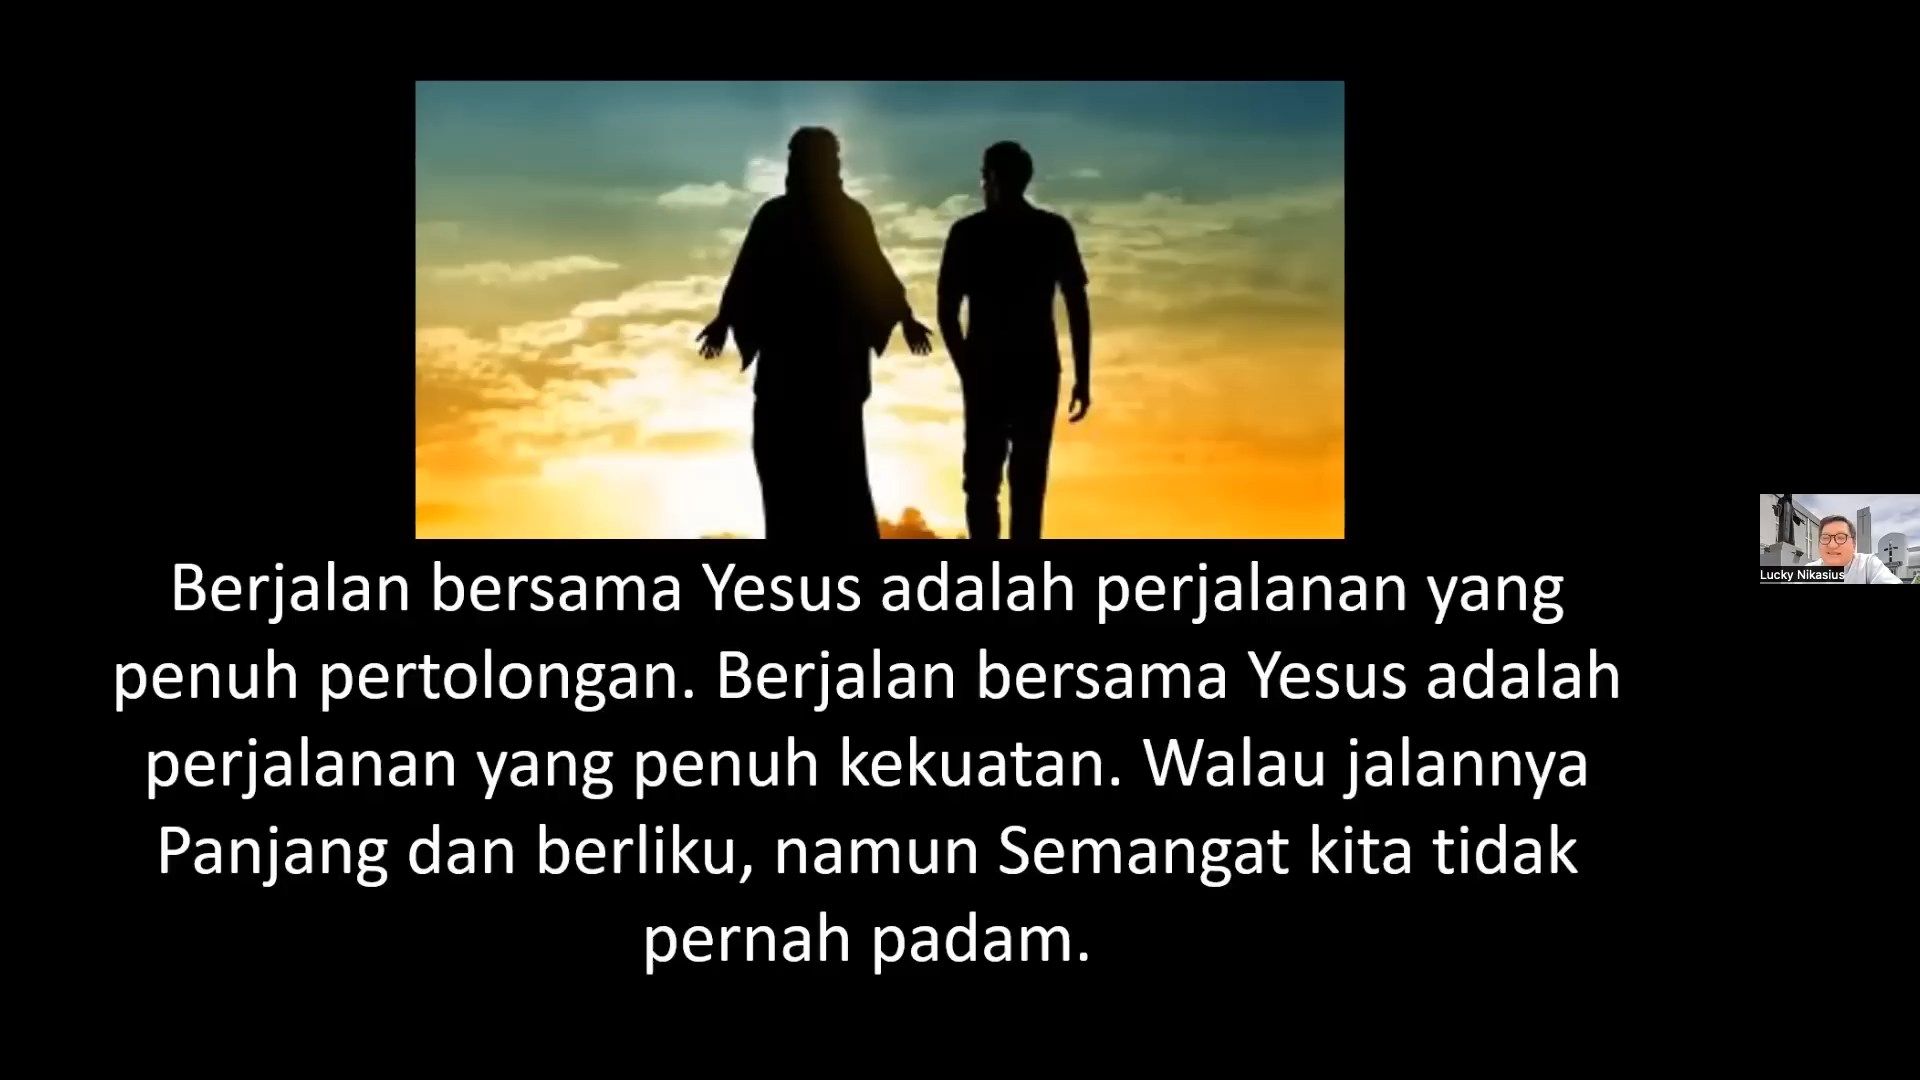 Berjalan bersama Yesus adalah perjalanan yang
penuh pertolongan. Berjalan bersama Yesus adalah
perjalanan yang penuh kekuatan. Walau jalannya
Panjang dan berliku, namun Semangat kita tidak
pernah padam.
Lucky Nikasius